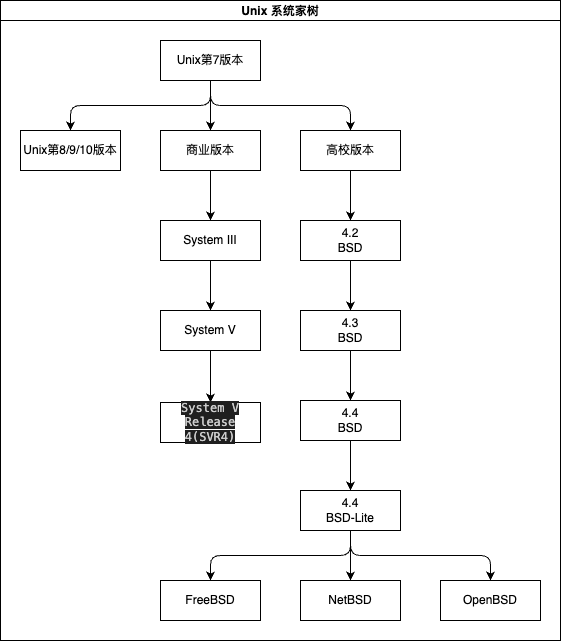 Unix 系统家树
Unix第7版本
Unix第8/9/10版本
商业版本
高校版本
System III
4.2
BSD
System V
4.3
BSD
System V
Release
4(SVR4)
4.4
BSD
4.4
BSD-Lite
FreeBSD
NetBSD
OpenBSD